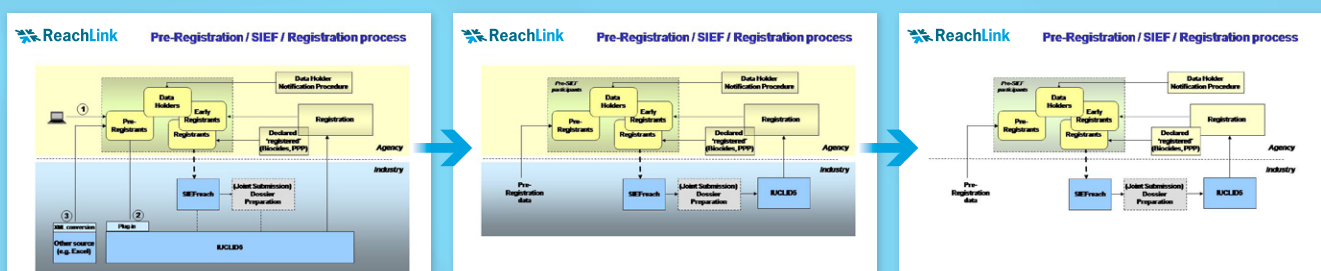 ReachLink
Pre-Registration / SIEF / Registration process
Data Holder
Notification Procedure
Data
Holders
Early
Registrants
Pre-
Registrants
Registrants
Registration
Declared
"registered"
(Biocides, PPP)
1
Agency
Industry
SIEFreach
(Joint Submission)
Dossier
Preparation
3
XML conversion
2
Plug in
Other source
(e.g. Excel)
IUCLID5
ReachLink
Pre-Registration / SIEF / Registration process
Pre-SIEF
participants
Data Holder
Notification Procedure
Data
Holders
Early
Registrants
Pre-
Registrants
Registrants
Registration
Declared
"registered"
(Biocides, PPP)
Agency
Industry
Pre-
Registration
data
SIEFreach
(Joint Submission)
Dossier
Preparation
IUCLID5
ReachLink
Pre-Registration / SIEF / Registration process
Pre-SIEF
participants
Data Holder
Notification Procedure
Data
Holders
Early
Registrants
Pre-
Registrants
Registrants
Registration
Declared
"registered"
(Biocides, PPP)
Agency
Industry
Pre-
Registration
data
SIEFreach
(Joint Submission)
Dossier
Preparation
IUCLID5